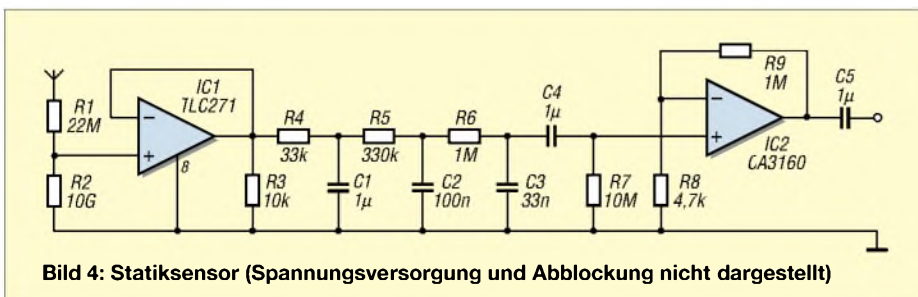 R1
22M
R2
10G
IC1
TLC271
−
+
8
R3
10k
R4
33k
C1
1µ
R5
330k
C2
100n
R6
1M
C3
33n
C4
1µ
R7
10M
R8
4,7k
R9
1M
−
+
IC2
CA3160
C5
1µ
Bild 4: Statiksensor (Spannungsversorgung und Abblockung nicht dargestellt)